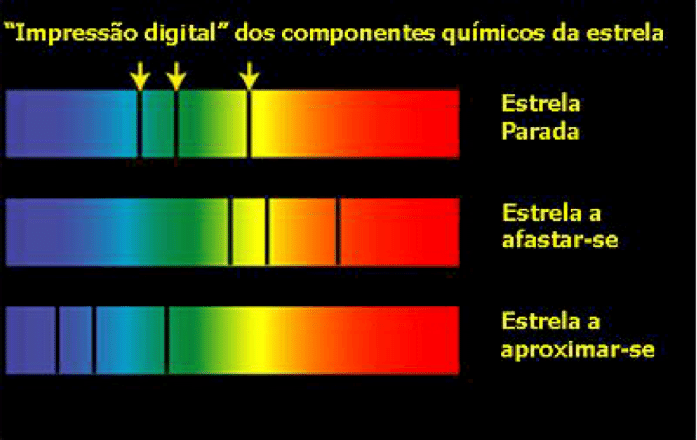 “Impressão digital” dos componentes químicos da estrela
Estrela
Parada
Estrela a
afastar-se
Estrela a
aproximar-se